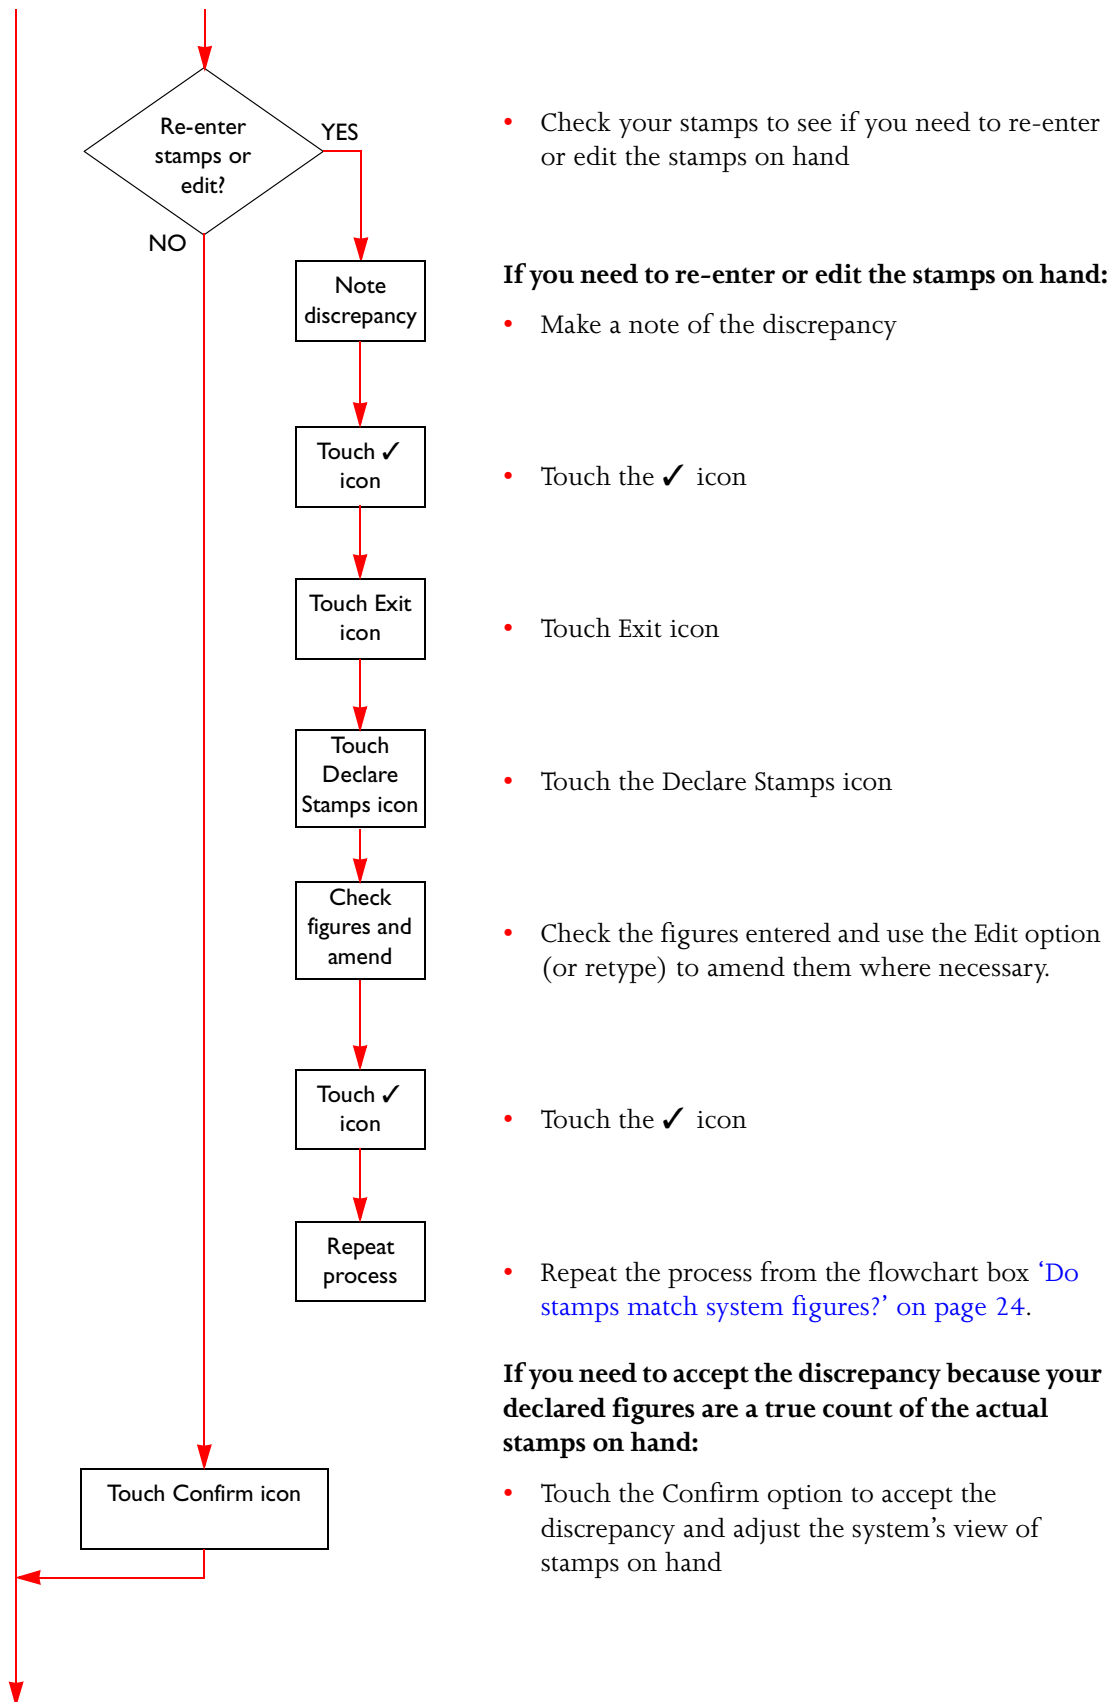 Re-enter
stamps or
edit?
YES
NO
• Check your stamps to see if you need to re-enter
or edit the stamps on hand
Note
discrepancy
If you need to re-enter or edit the stamps on hand:
• Make a note of the discrepancy
Touch ✓
icon
• Touch the ✓ icon
Touch Exit
icon
• Touch Exit icon
Touch
Declare
Stamps icon
• Touch the Declare Stamps icon
Check
figures and
amend
• Check the figures entered and use the Edit option
(or retype) to amend them where necessary.
Touch ✓
icon
• Touch the ✓ icon
Repeat
process
• Repeat the process from the flowchart box ‘Do
stamps match system figures?’ on page 24.
If you need to accept the discrepancy because your
declared figures are a true count of the actual
stamps on hand:
Touch Confirm icon
• Touch the Confirm option to accept the
discrepancy and adjust the system’s view of
stamps on hand